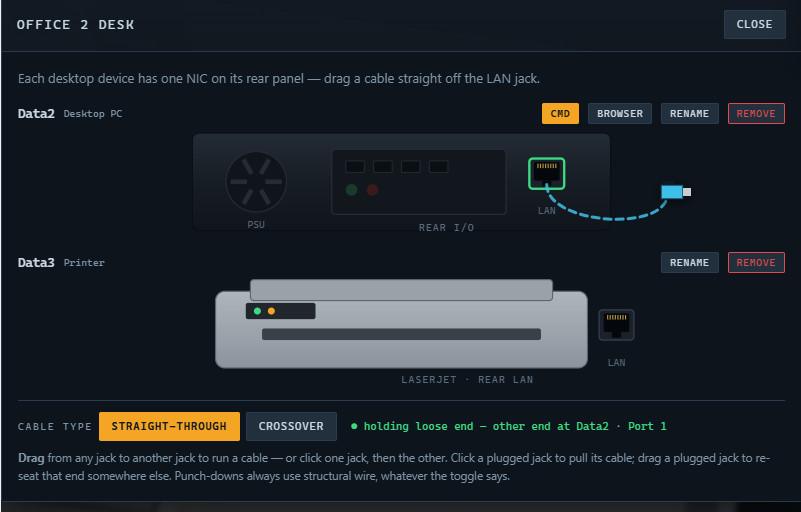 OFFICE 2 DESK
CLOSE
Each desktop device has one NIC on its rear panel — drag a cable straight off the LAN jack.
Data2 Desktop PC
CMD BROWSER RENAME REMOVE
LAN
PSU
REAR I/O
Data3 Printer
RENAME REMOVE
LAN
LASERJET · REAR LAN
CABLE TYPE STRAIGHT-THROUGH CROSSOVER ● holding loose end — other end at Data2 · Port 1
Drag from any jack to another jack to run a cable — or click one jack, then the other. Click a plugged jack to pull its cable; drag a plugged jack to re-
seat that end somewhere else. Punch-downs always use structural wire, whatever the toggle says.